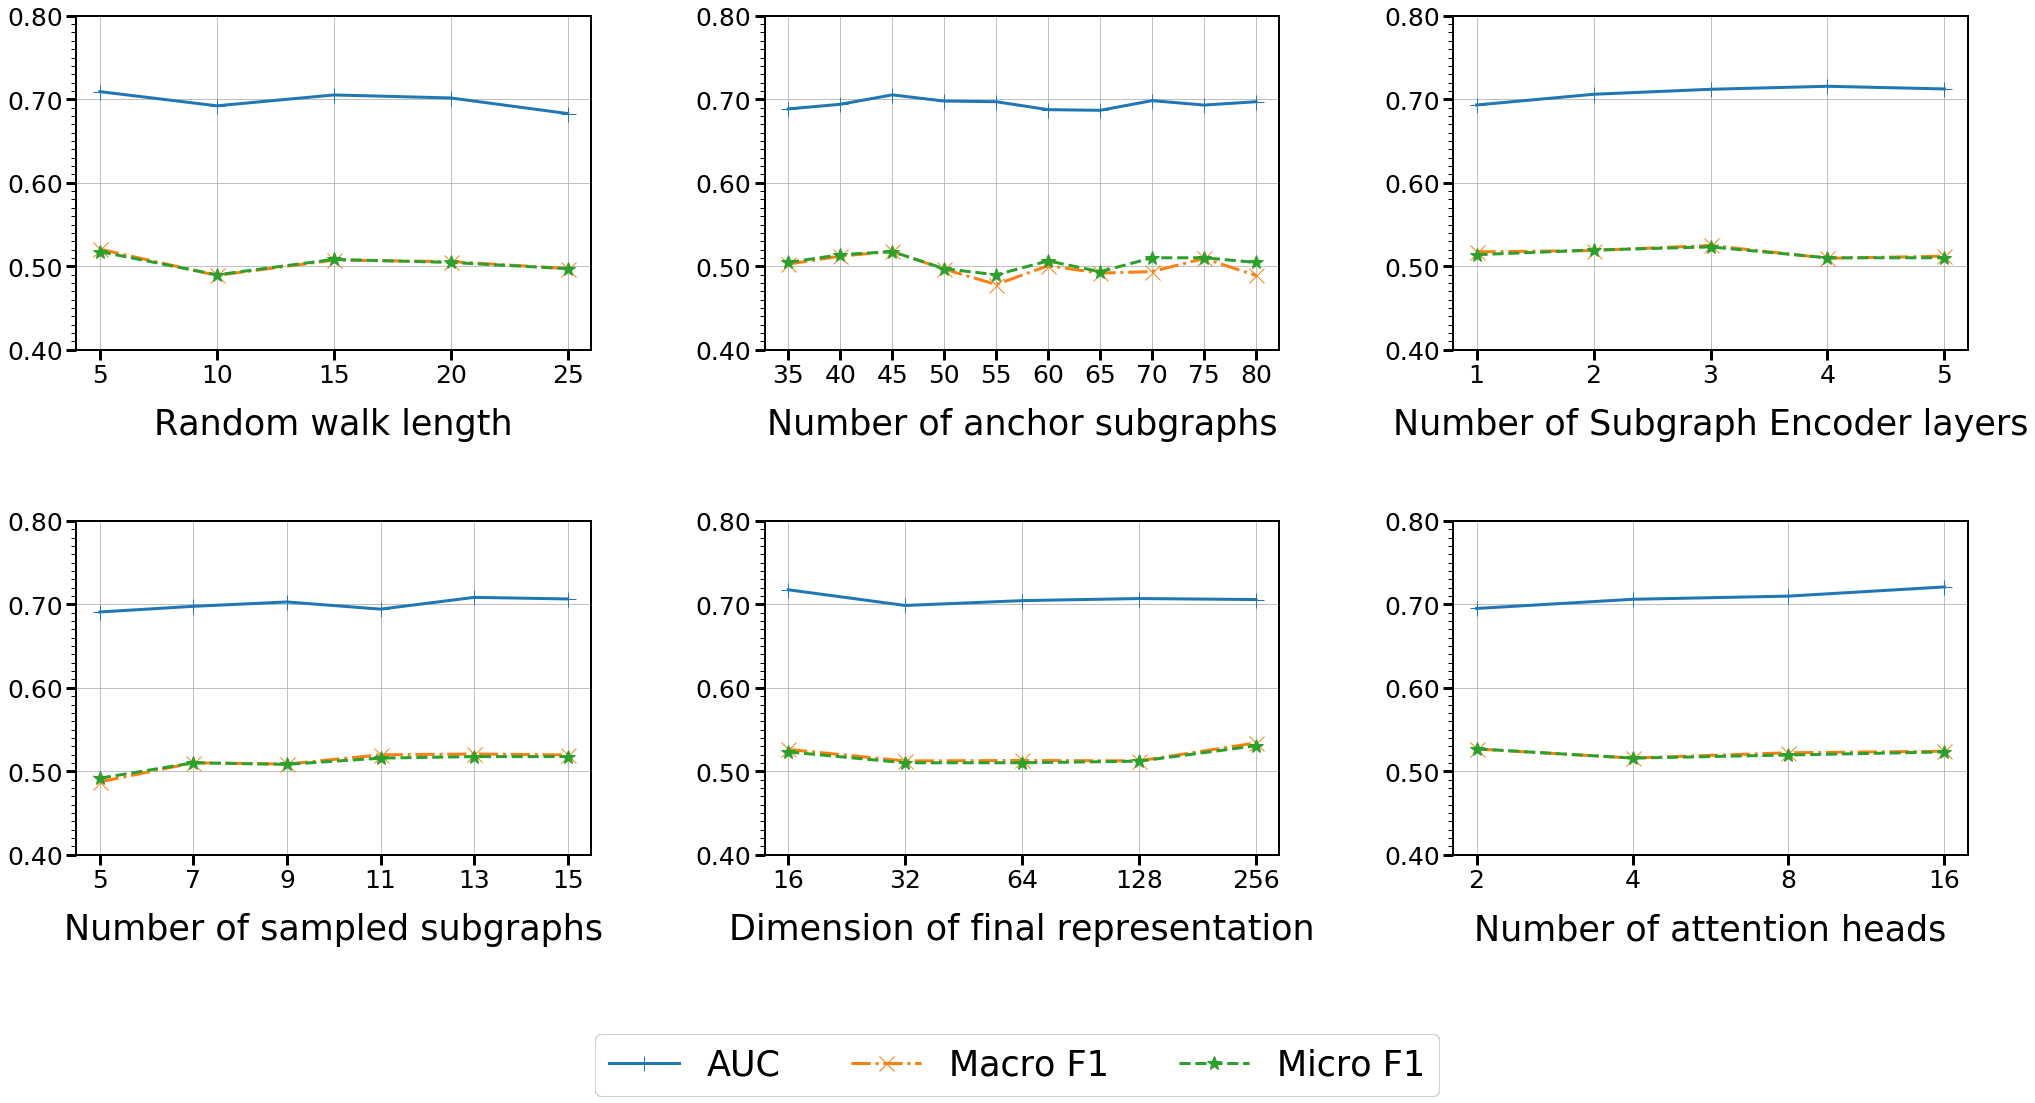 0.80 0.80 0.80
0.70 0.70 0.70
0.60 0.60 0.60
0.50 0.50 0.50
0.40 0.40 0.40
5 10 15 20 25 35 40 45 50 55 60 65 70 75 80 1 2 3 4 5
Random walk length Number of anchor subgraphs Number of Subgraph Encoder layers
0.80 0.80 0.80
0.70 0.70 0.70
0.60 0.60 0.60
0.50 0.50 0.50
0.40 0.40 0.40
5 7 9 11 13 15 16 32 64 128 256 2 4 8 16
Number of sampled subgraphs Dimension of final representation Number of attention heads
AUC Macro F1 Micro F1